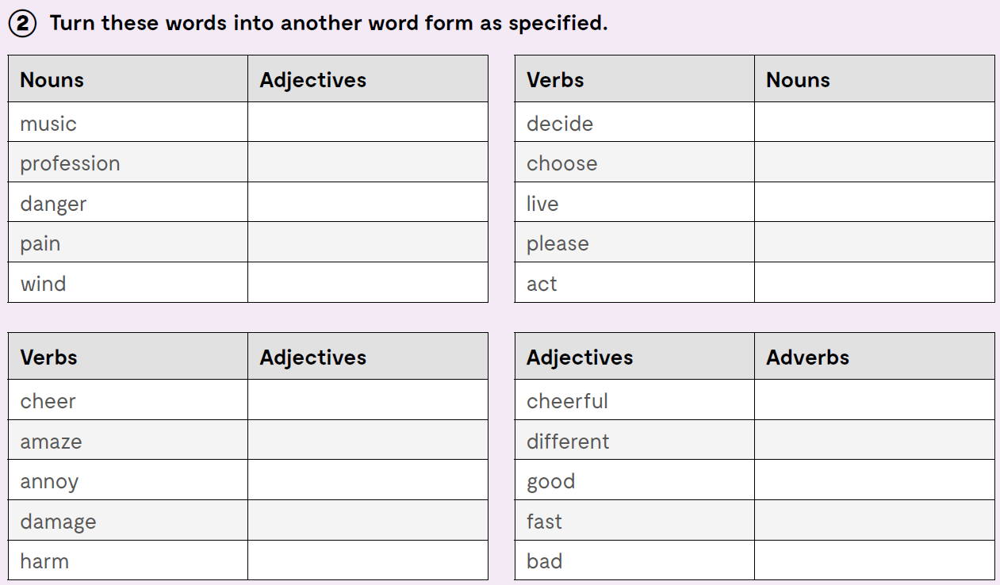 2 Turn these words into another word form as specified.
Nouns Adjectives
music
profession
danger
pain
wind
Verbs Nouns
decide
choose
live
please
act
Verbs Adjectives
cheer
amaze
annoy
damage
harm
Adjectives Adverbs
cheerful
different
good
fast
bad